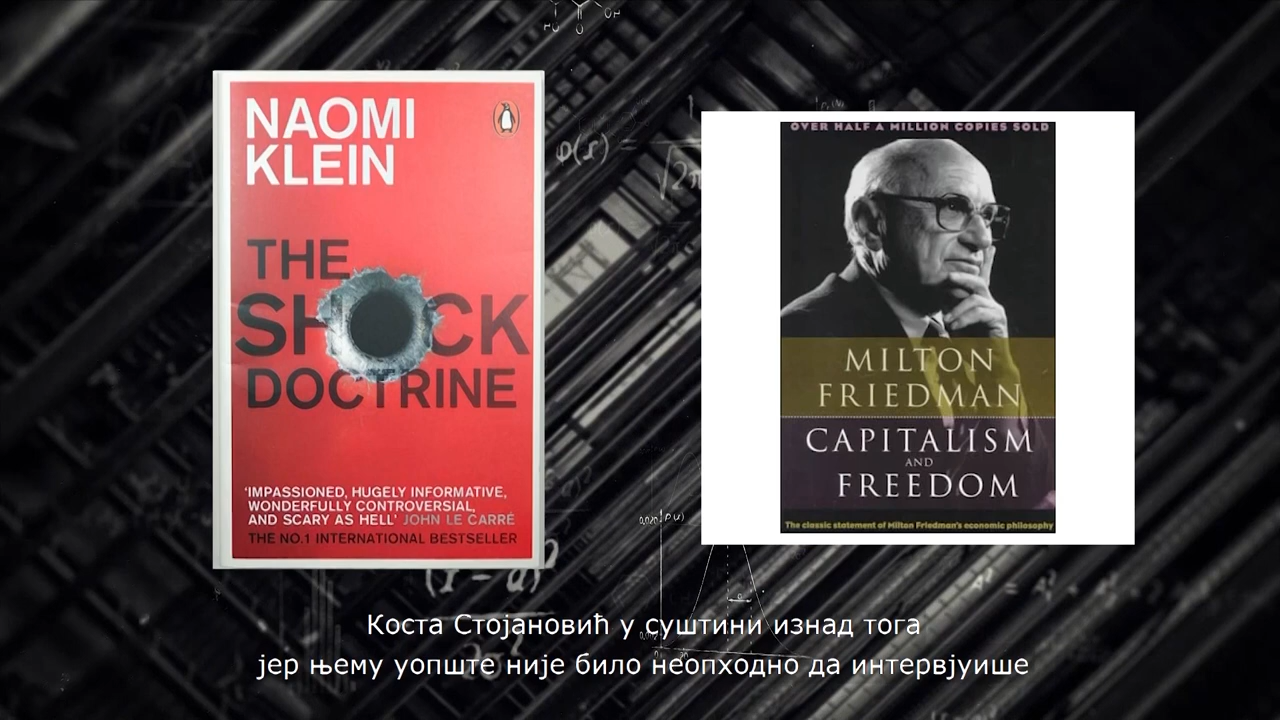 NAOMI
KLEIN
THE
SHOCK
DOCTRINE
‘IMPASSIONED, HUGELY INFORMATIVE,
WONDERFULLY CONTROVERSIAL,
AND SCARY AS HELL’ JOHN LE CARRÉ
THE NO.1 INTERNATIONAL BESTSELLER
OVER HALF A MILLION COPIES SOLD
MILTON
FRIEDMAN
CAPITALISM
AND
FREEDOM
The classic statement of Milton Friedman's economic philosophy
Коста Стојановић у суштини изнад тога
јер њему уопште није било неопходно да интервјуише